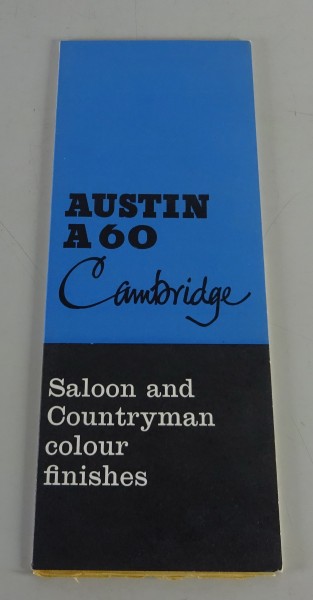 AUSTIN
A60
Cambridge
Saloon and
Countryman
colour
finishes